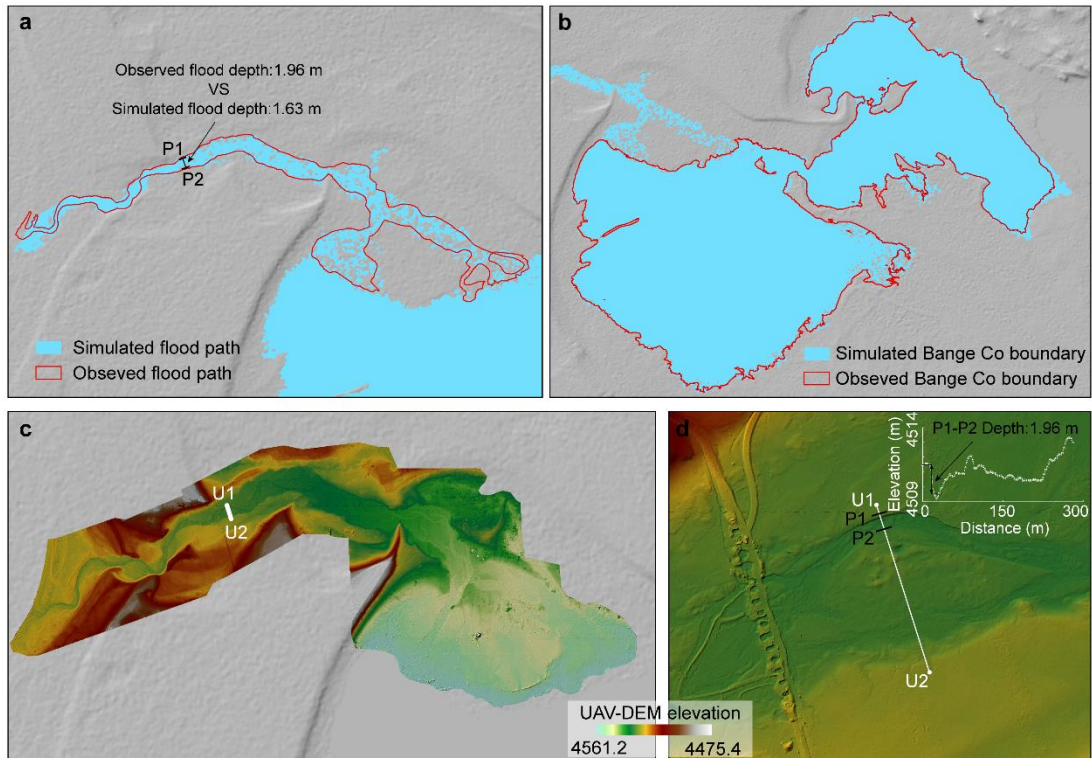 a
Observed flood depth:1.96 m
VS
Simulated flood depth:1.63 m
P1
P2
Simulated flood path
Obseved flood path
b
Simulated Bange Co boundary
Obseved Bange Co boundary
c
U1
U2
UAV-DEM elevation
4561.2 4475.4
d
P1-P2 Depth:1.96 m
Elevation (m)
4514
4509
0 150 300
Distance (m)
U1
P1
P2
U2